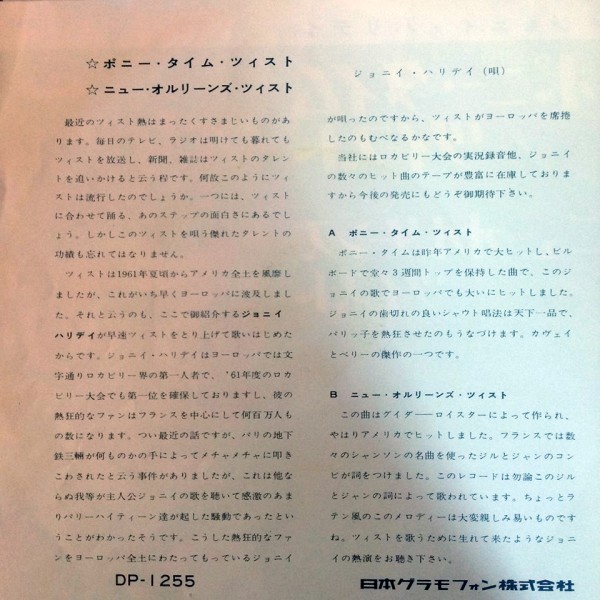 ☆ ポニー・タイム・ツィスト
☆ ニュー・オルリーンズ・ツィスト
ジョニイ・ハリデイ（唄）
最近のツィスト熱はまったくすさまじいものがあ
ります。毎日のテレビ、ラジオは明けても暮れても
ツィストを放送し、新聞、雑誌はツィストのタレン
トを追いかけると云う程です。何故このようにツィ
ストは流行したのでしょうか。一つには、ツィスト
に合わせて踊る、あのステップの面白さにあるでし
ょう。しかしこのツィストを唄う傑れたタレントの
功績も忘れてはなりません。
ツィストは1961年夏頃からアメリカ全土を風靡し
ましたが、これがいち早くヨーロッパに波及しまし
た。それと云うのも、ここで御紹介するジョニイ
ハリデイが早速ツィストをとり上げて歌いはじめた
からです。ジョニイ・ハリデイはヨーロッパでは文
字通りロカビリー界の第一人者で、'61年度のロカ
ビリー大会でも第一位を確保しておりますし、彼の
熱狂的なファンはフランスを中心にして何百万人も
の数になります。つい最近の話ですが、パリの地下
鉄三輛が何ものかの手によってメチャメチャに叩き
こわされたと云う事件がありましたが、これは他な
らぬ我等が主人公ジョニイの歌を聴いて感激のあま
りパリーハイティーン達が起した騒動であったとい
うことがわかったそうです。こうした熱狂的なファ
ンをヨーロッパ全土にわたってもっているジョニイ
が唄ったのですから、ツィストがヨーロッパを席捲
したのもむべなるかなです。
当社にはロカビリー大会の実況録音他、ジョニイ
の数々のヒット曲のテープが豊富に在庫しておりま
すから今後の発売にもどうぞ御期待下さい。
A ポニー・タイム・ツィスト
ポニー・タイムは昨年アメリカで大ヒットし、ビル
ボードで堂々３週間トップを保持した曲で、このジ
ョニイの歌でヨーロッパでも大いにヒットしました。
ジョニイの歯切れの良いシャウト唱法は天下一品で、
パリッ子を熱狂させたのもうなづけます。カヴェイ
とベリーの傑作の一つです。
B ニュー・オルリーンズ・ツィスト
この曲はグイダ──ロイスターによって作られ、
やはりアメリカでヒットしました。フランスでは数
々のシャンソンの名曲を使ったジルとジャンのコン
ビが詞をつけました。このレコードは勿論このジル
とジャンの詞によって歌われています。ちょっとラ
テン風のこのメロディーは大変親しみ易いものです
ね。ツィストを歌うために生れて来たようなジョニ
イの熱演をお聴き下さい。
DP-1255
日本グラモフォン株式会社